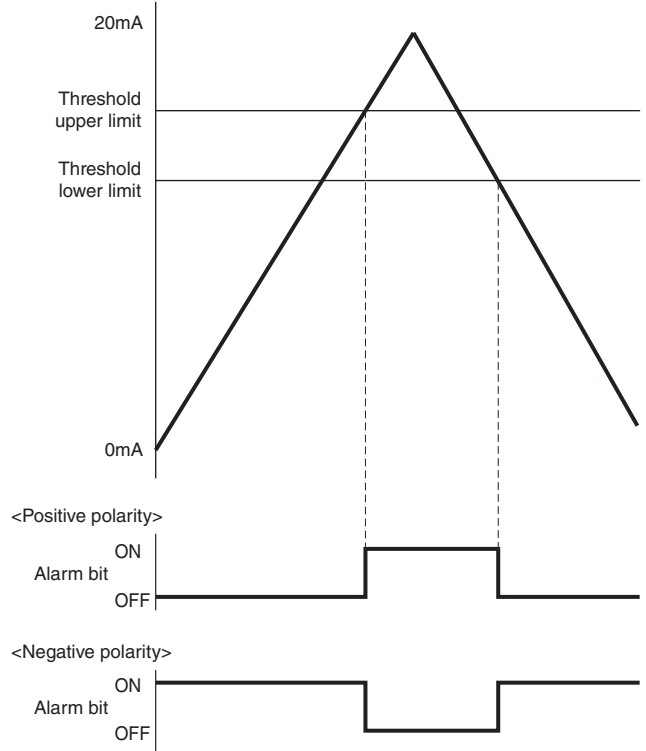 20mA
Threshold
upper limit
Threshold
lower limit
0mA
<Positive polarity>
ON
Alarm bit
OFF
<Negative polarity>
ON
Alarm bit
OFF